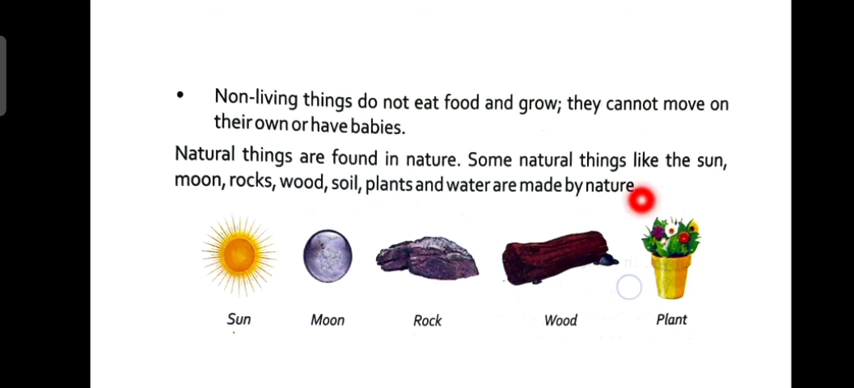 • Non-living things do not eat food and grow; they cannot move on
their own or have babies.
Natural things are found in nature. Some natural things like the sun,
moon, rocks, wood, soil, plants and water are made by nature
Sun
Moon
Rock
Wood
Plant